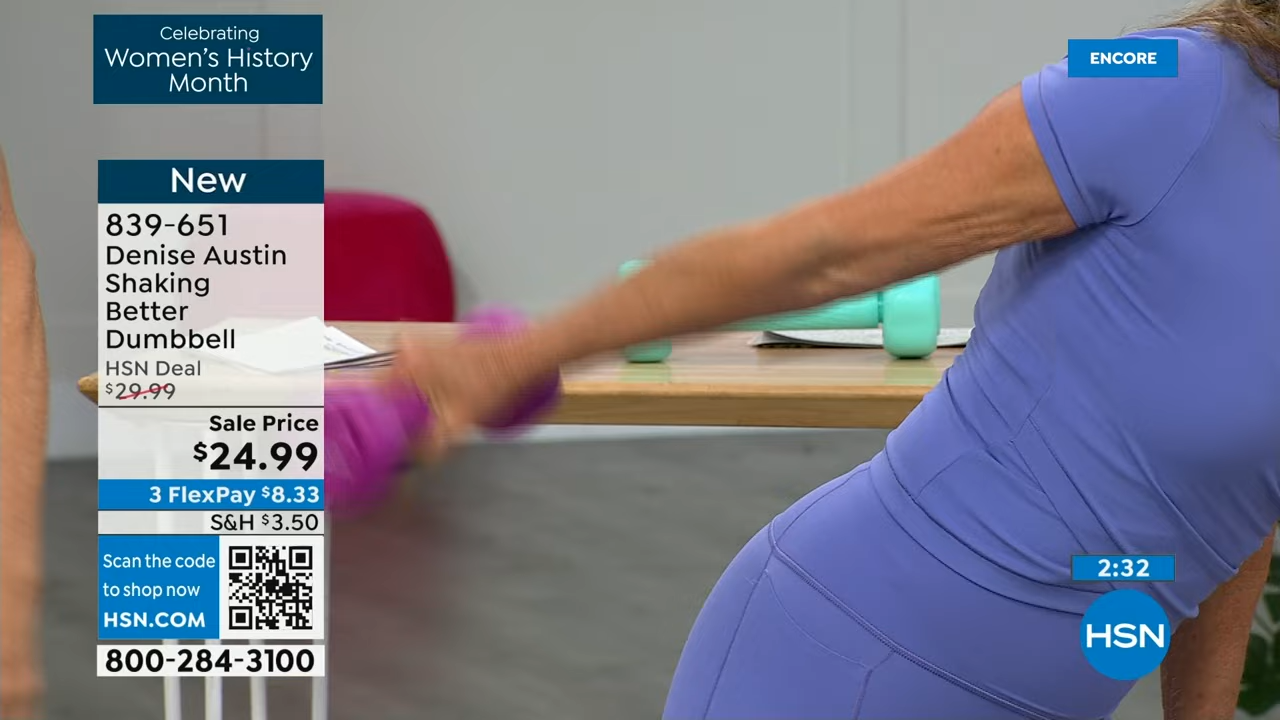 Celebrating
Women's History
Month
ENCORE
New
839-651
Denise Austin
Shaking
Better
Dumbbell
HSN Deal
$29.99
Sale Price
$24.99
3 FlexPay $8.33
S&H $3.50
Scan the code
to shop now
HSN.COM
800-284-3100
2:32
HSN